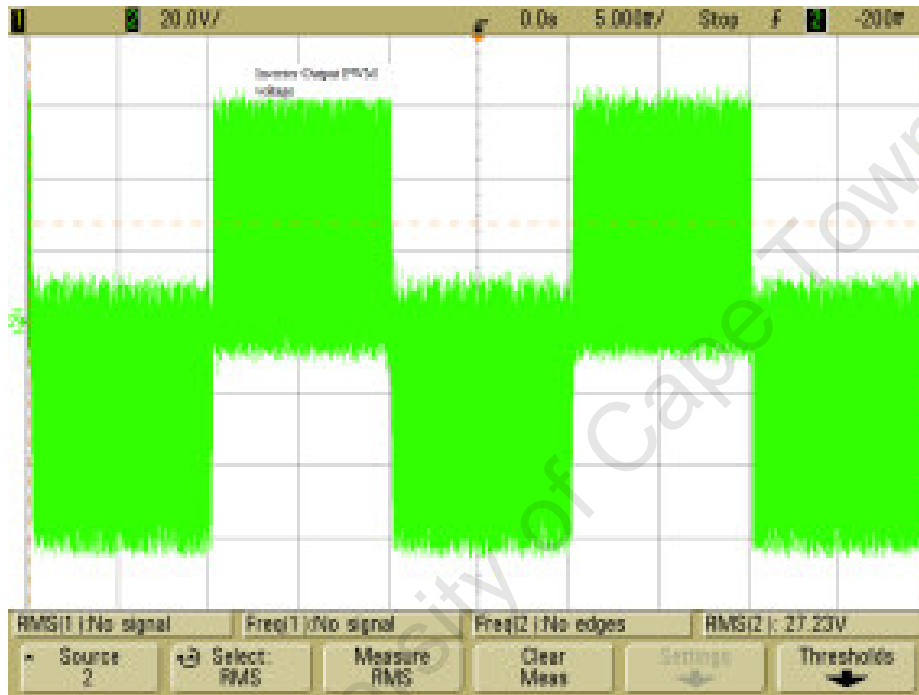 1 2 20.0V/ 0.0s 5.000s/ Stop 2 -200
Inverter Output PWM
voltage
University of Cape Town
RMS(1):No signal Freq(1):No signal Freq(2):No edges RMS(2): 27.23V
Source Select: Measure Clear Settings Thresholds
2 RMS RMS Meas